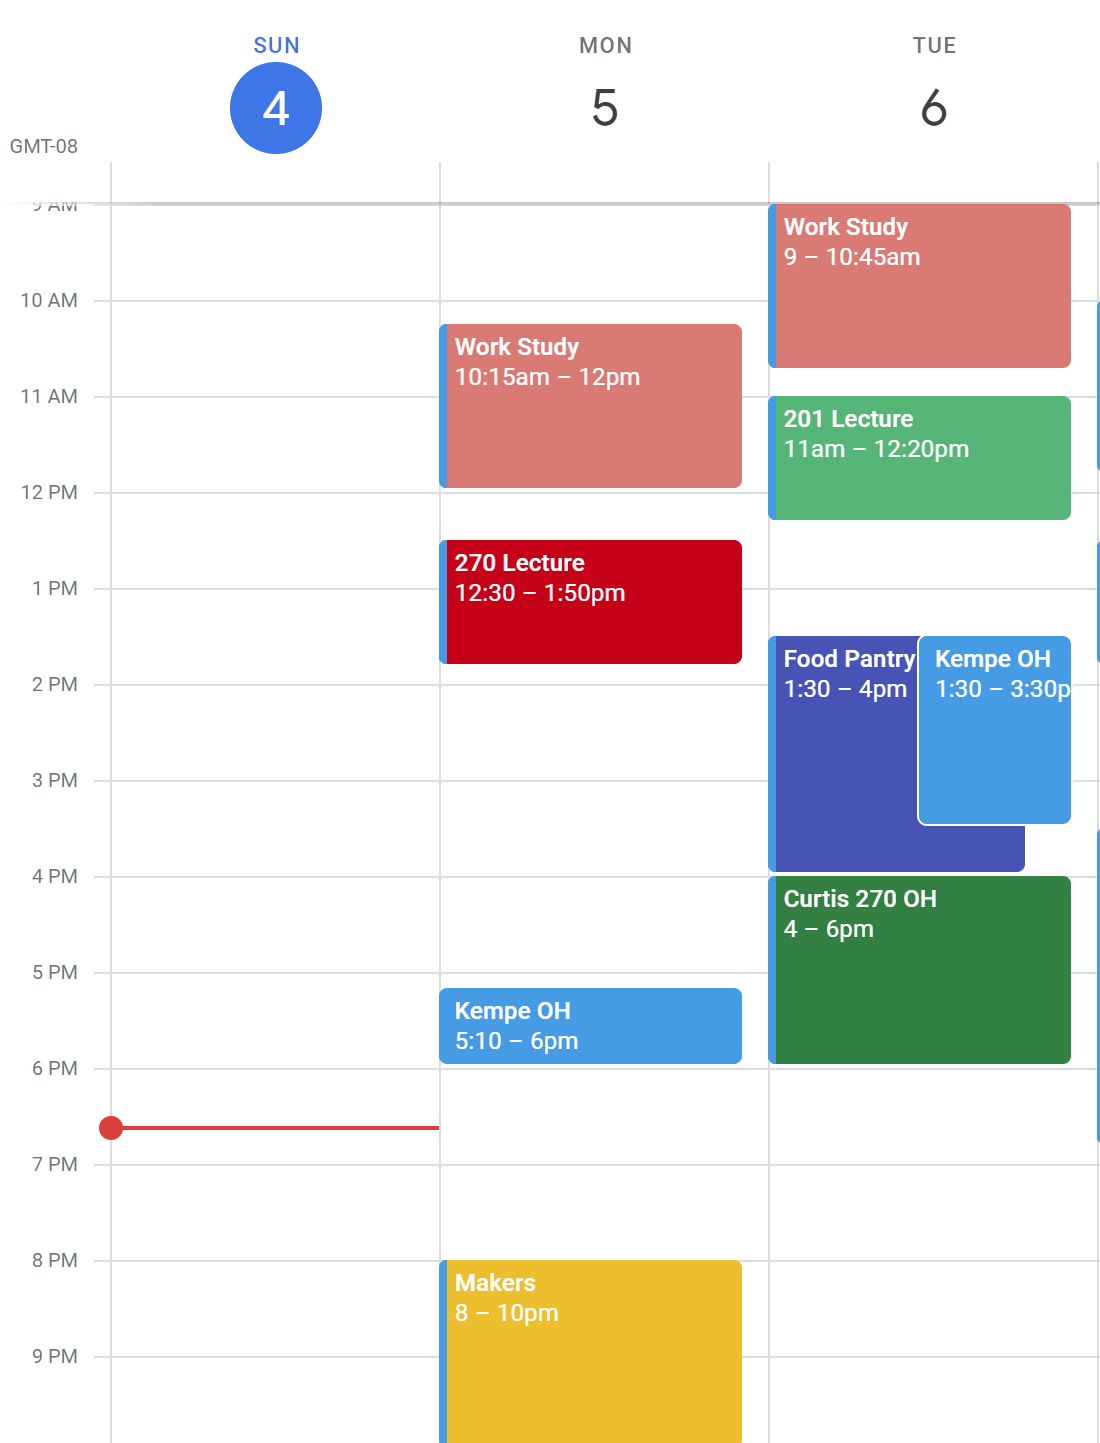 SUN
MON
TUE
4
5
6
GMT-08
9 AM
10 AM
11 AM
12 PM
1 PM
2 PM
3 PM
4 PM
5 PM
6 PM
7 PM
8 PM
9 PM
Work Study
10:15am – 12pm
270 Lecture
12:30 – 1:50pm
Kempe OH
5:10 – 6pm
Makers
8 – 10pm
Work Study
9 – 10:45am
201 Lecture
11am – 12:20pm
Food Pantry
1:30 – 4pm
Kempe OH
1:30 – 3:30p
Curtis 270 OH
4 – 6pm